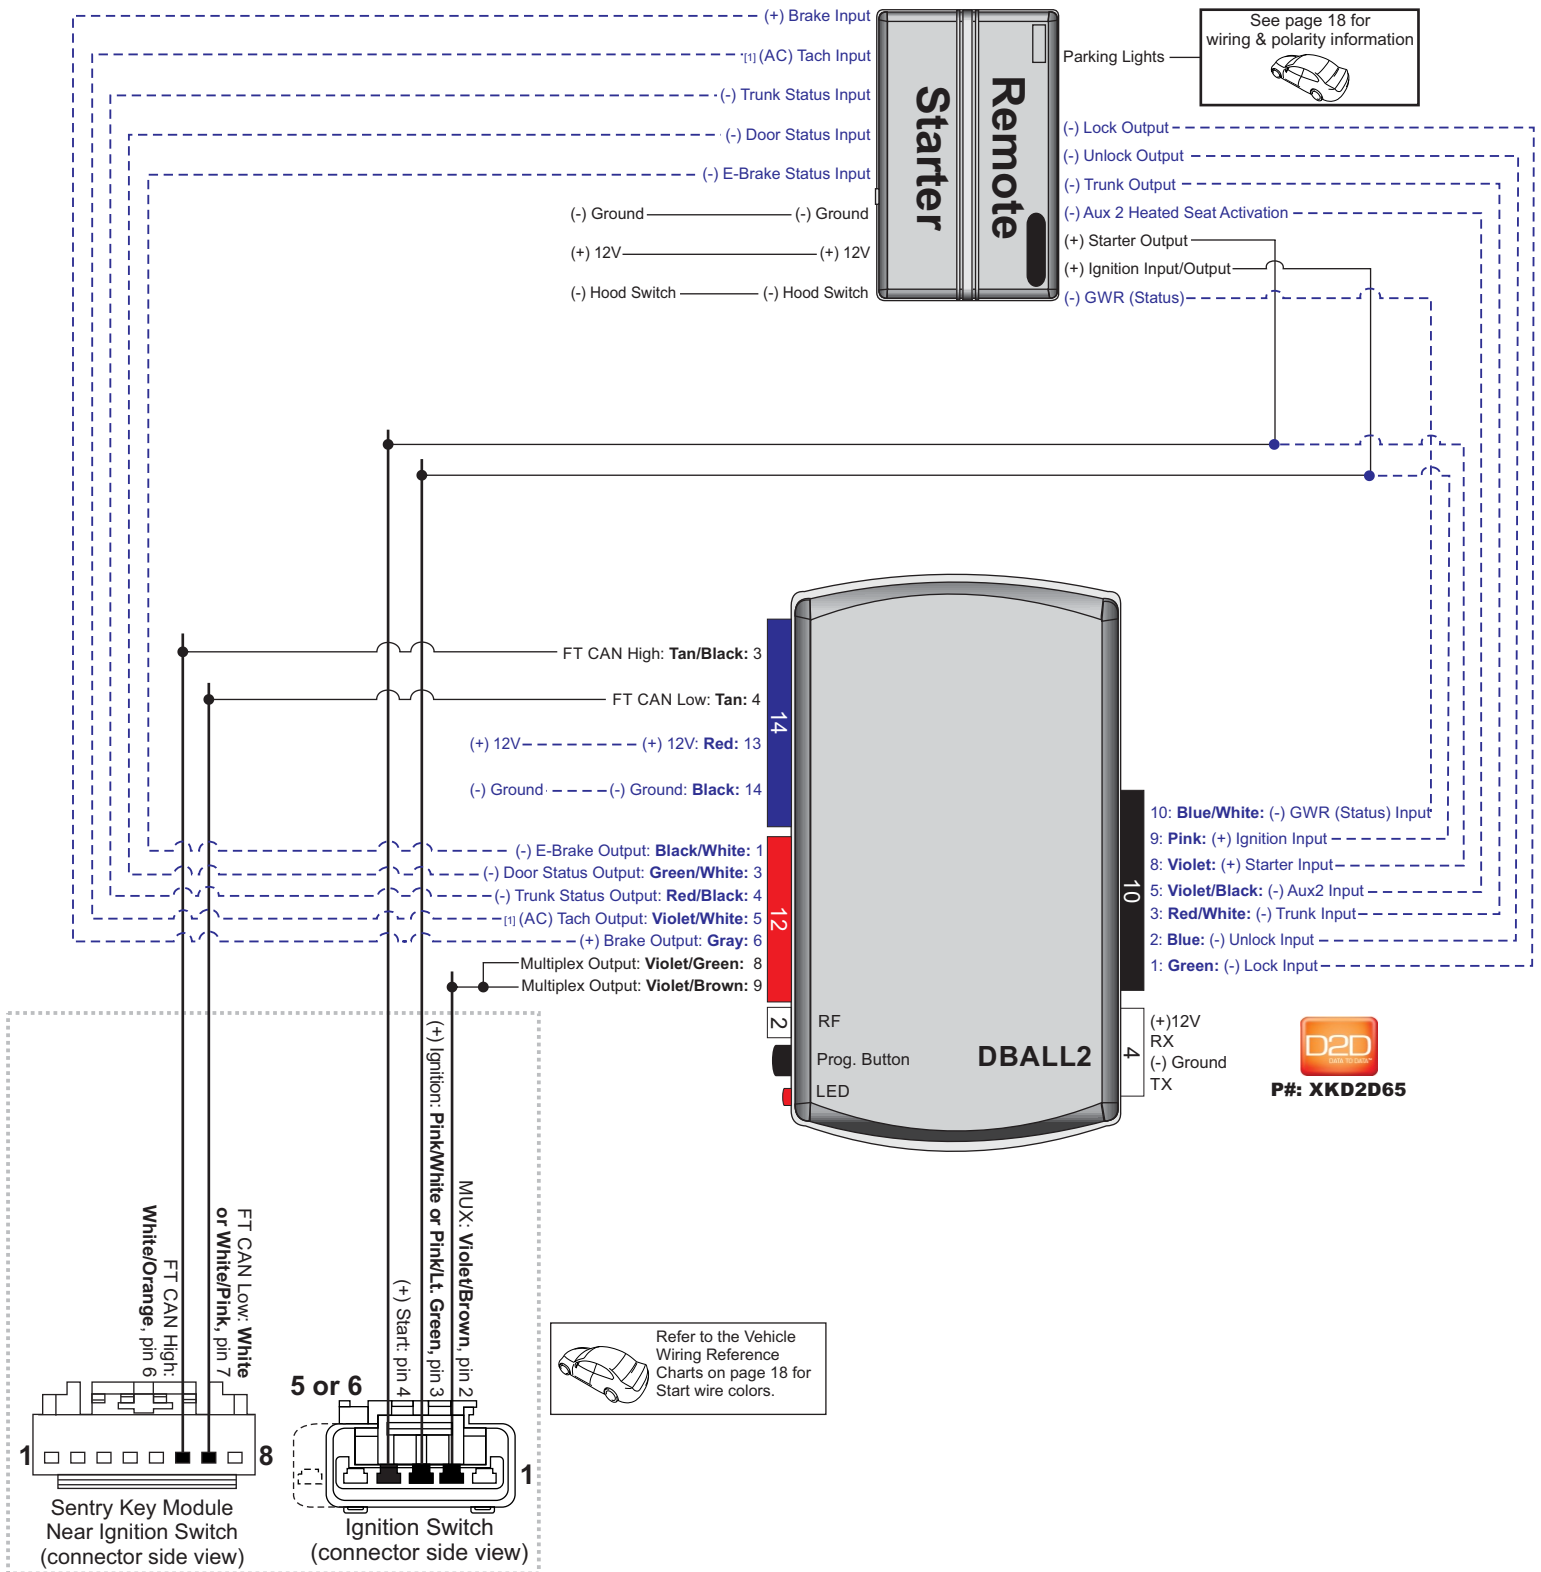 (+) Brake Input
[1] (AC) Tach Input
(-) Trunk Status Input
(-) Door Status Input
(-) E-Brake Status Input
(-) Ground
(-) Ground
(+) 12V
(+) 12V
(-) Hood Switch
(-) Hood Switch
Remote
Starter
Parking Lights
See page 18 for
wiring & polarity information
(-) Lock Output
(-) Unlock Output
(-) Trunk Output
(-) Aux 2 Heated Seat Activation
(+) Starter Output
(+) Ignition Input/Output
(-) GWR (Status)
FT CAN High: Tan/Black: 3
FT CAN Low: Tan: 4
(+) 12V
(+) 12V: Red: 13
(-) Ground
(-) Ground: Black: 14
14
(-) E-Brake Output: Black/White: 1
(-) Door Status Output: Green/White: 3
(-) Trunk Status Output: Red/Black: 4
[1] (AC) Tach Output: Violet/White: 5
(+) Brake Output: Gray: 6
Multiplex Output: Violet/Green: 8
Multiplex Output: Violet/Brown: 9
12
2
RF
Prog. Button
LED
DBALL2
10
10: Blue/White: (-) GWR (Status) Input
9: Pink: (+) Ignition Input
8: Violet: (+) Starter Input
5: Violet/Black: (-) Aux2 Input
3: Red/White: (-) Trunk Input
2: Blue: (-) Unlock Input
1: Green: (-) Lock Input
4
(+)12V
RX
(-) Ground
TX
D2D
DATA TO DATA™
P#: XKD2D65
FT CAN High:
White/Orange, pin 6
FT CAN Low: White
or White/Pink, pin 7
(+) Start: pin 4
(+) Ignition: Pink/White or Pink/Lt. Green, pin 3
MUX: Violet/Brown, pin 2
Refer to the Vehicle
Wiring Reference
Charts on page 18 for
Start wire colors.
5 or 6
1
8
1
Sentry Key Module
Near Ignition Switch
(connector side view)
Ignition Switch
(connector side view)